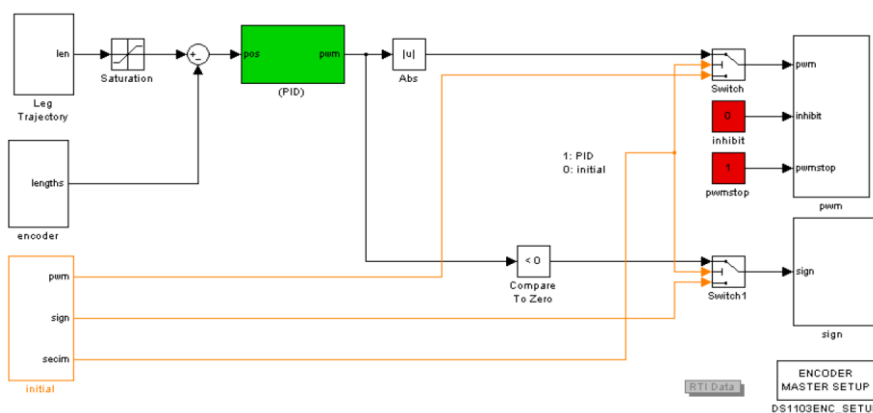 len
Leg
Trajectory
Saturation
+
-
pos
pwm
(PID)
|u|
Abs
Switch
pwm
inhibit
pwmstop
pwm
0
inhibit
1
pwmstop
1: PID
0: initial
lengths
encoder
pwm
sign
secim
initial
< 0
Compare
To Zero
Switch1
sign
sign
RTI Data
ENCODER
MASTER SETUP